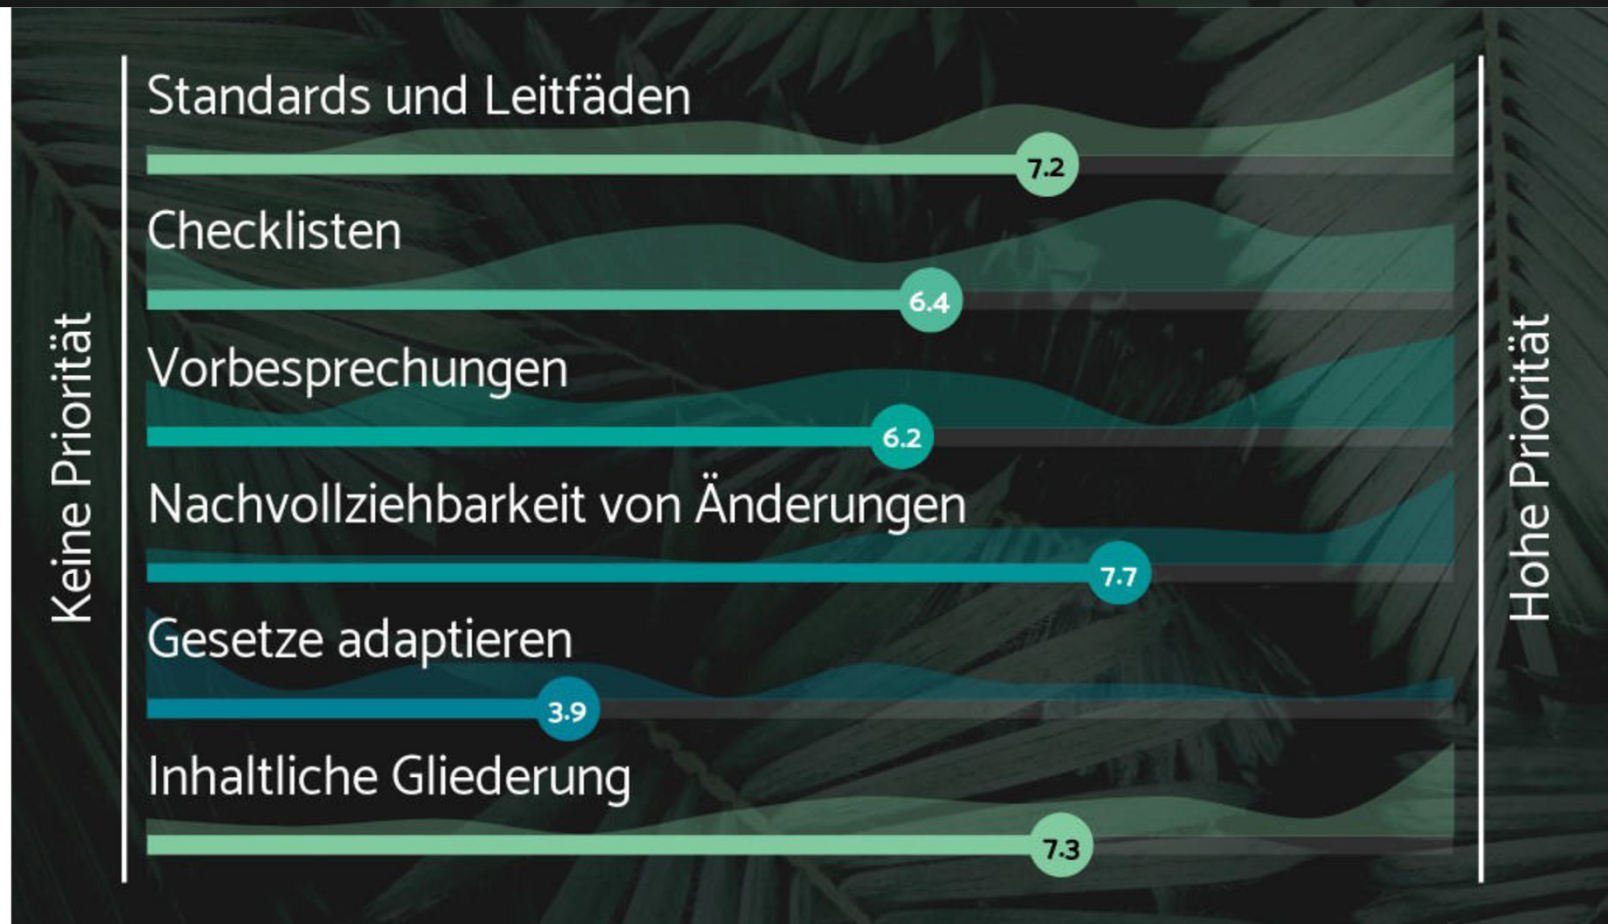 Standards und Leitfäden
7.2
Checklisten
6.4
Vorbesprechungen
6.2
Nachvollziehbarkeit von Änderungen
7.7
Gesetze adaptieren
3.9
Inhaltliche Gliederung
7.3
Keine Priorität
Hohe Priorität